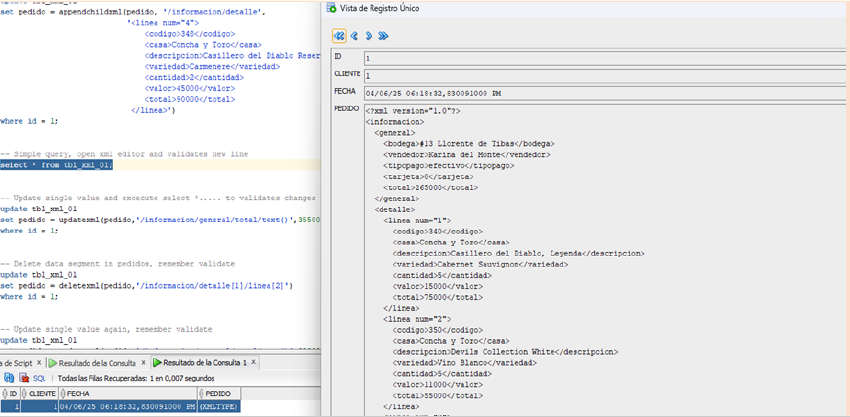 update tbl_xml_01
set pedido = appendchildxml(pedido, '/informacion/detalle',
'<linea num="4">
<codigo>348</codigo>
<casa>Concha y Toro</casa>
<descripcion>Casillero del Diablo Reser
<variedad>Carmenere</variedad>
<cantidad>2</cantidad>
<valor>45000</valor>
<total>90000</total>
</linea>')
where id = 1;
-- Simple query, open xml editor and validates new line
select * from tbl_xml_01;
-- Update single value and excecute select *..... to validates changes
update tbl_xml_01
set pedido = updatexml(pedido,'/informacion/general/total/text()',35500
where id = 1;
-- Delete data segment in pedidos, remember validate
update tbl_xml_01
set pedido = deletexml(pedido,'/informacion/detalle[1]/linea[2]')
where id = 1;
-- Update single value again, remember validate
update tbl_xml_01
a de Script
Resultado de la Consulta
Resultado de la Consulta 1
SQL
Todas las Filas Recuperadas: 1 en 0,007 segundos
ID CLIENTE FECHA PEDIDO
1 1 04/06/25 06:18:32,830091000 PM (XMLTYPE)
Vista de Registro Único
ID 1
CLIENTE 1
FECHA 04/06/25 06:18:32,830091000 PM
PEDIDO <?xml version="1.0"?>
<informacion>
<general>
<bodega>#13 Llorente de Tibas</bodega>
<vendedor>Karina del Monte</vendedor>
<tipopago>efectivo</tipopago>
<tarjeta>0</tarjeta>
<total>265000</total>
</general>
<detalle>
<linea num="1">
<codigo>340</codigo>
<casa>Concha y Toro</casa>
<descripcion>Casillero del Diablo, Leyenda</descripcion>
<variedad>Cabernet Sauvignon</variedad>
<cantidad>5</cantidad>
<valor>15000</valor>
<total>75000</total>
</linea>
<linea num="2">
<codigo>350</codigo>
<casa>Concha y Toro</casa>
<descripcion>Devils Collection White</descripcion>
<variedad>Vino Blanco</variedad>
<cantidad>5</cantidad>
<valor>11000</valor>
<total>55000</total>
</linea>